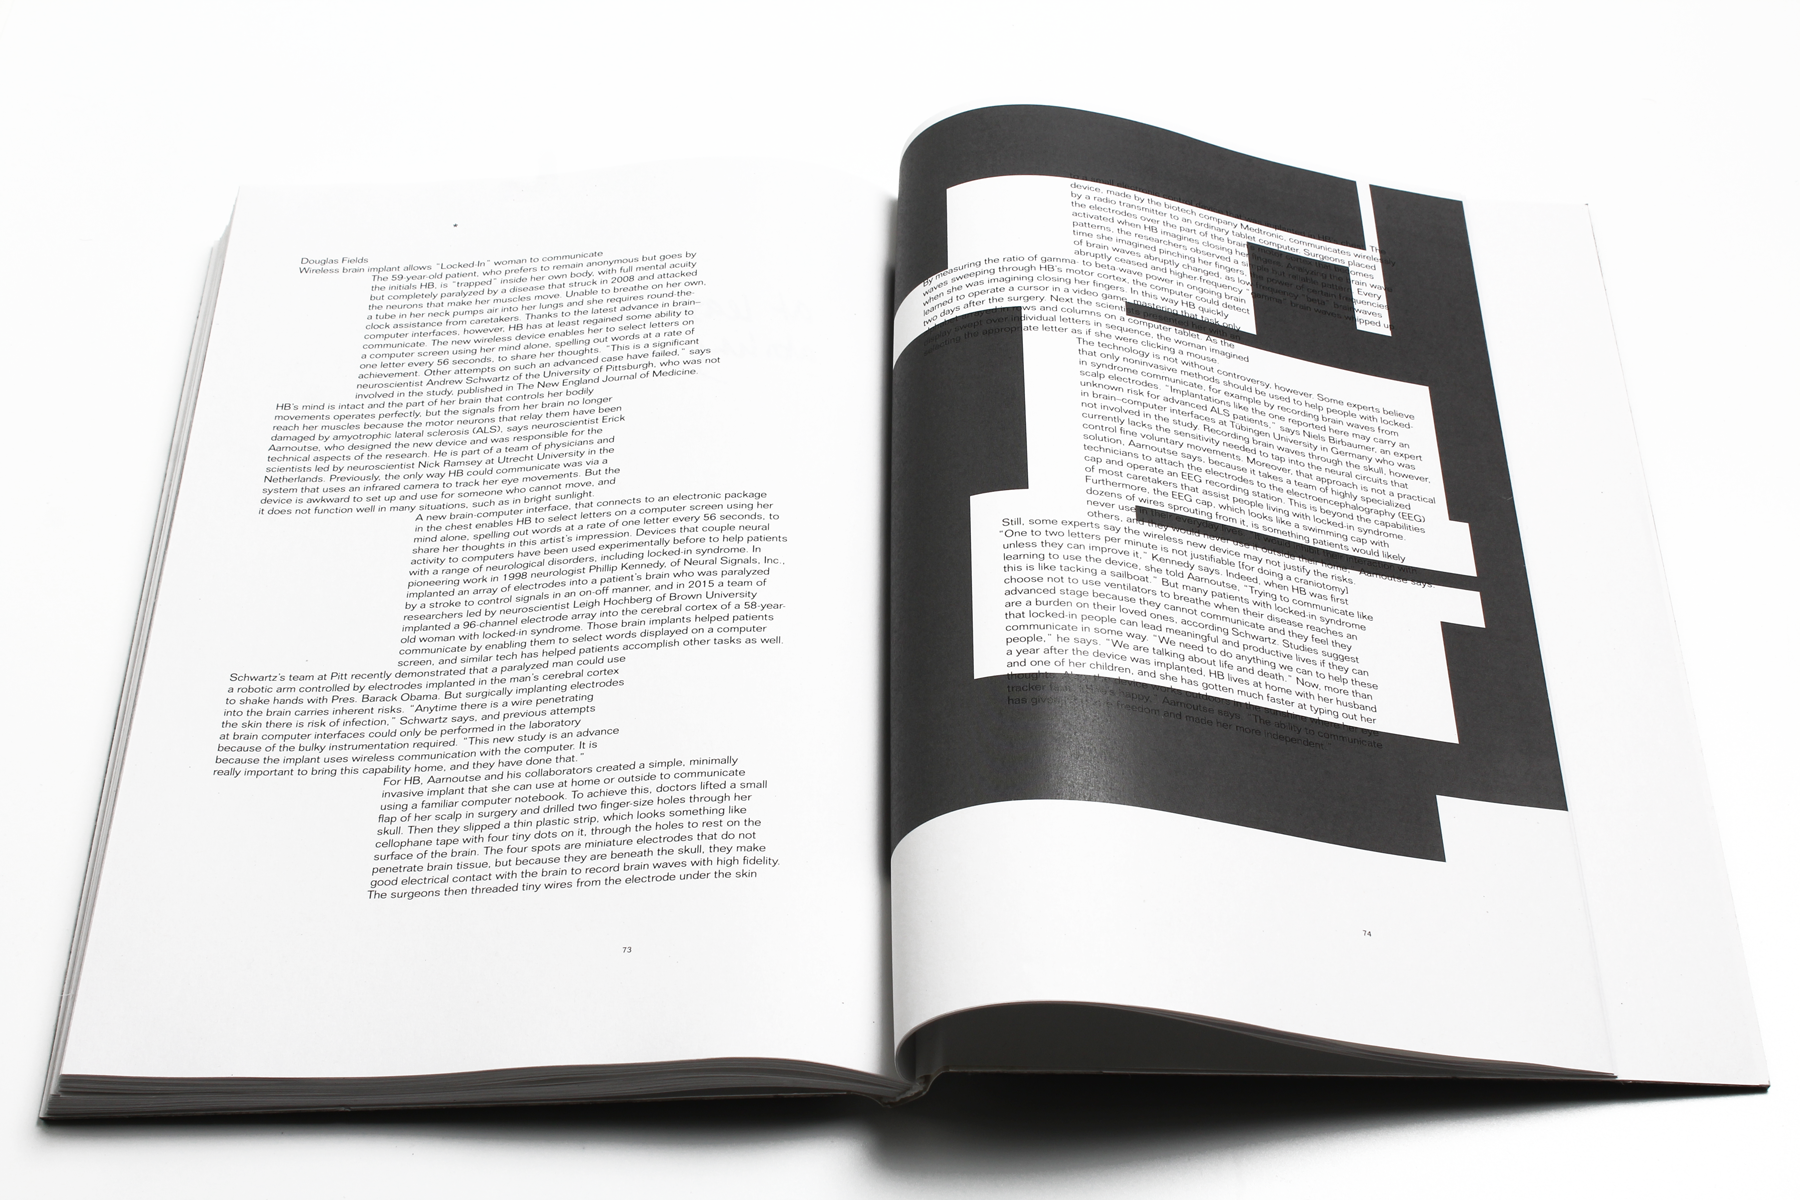 *
Douglas Fields
Wireless brain implant allows “Locked-In” woman to communicate
The 59-year-old patient, who prefers to remain anonymous but goes by
the initials HB, is “trapped” inside her own body, with full mental acuity
but completely paralyzed by a disease that struck in 2008 and attacked
the neurons that make her muscles move. Unable to breathe on her own,
a tube in her neck pumps air into her lungs and she requires round-the-
clock assistance from caretakers. Thanks to the latest advance in brain–
computer interfaces, however, HB has at least regained some ability to
communicate. The new wireless device enables her to select letters on
a computer screen using her mind alone, spelling out words at a rate of
one letter every 56 seconds, to share her thoughts. “This is a significant
achievement. Other attempts on such an advanced case have failed,” says
neuroscientist Andrew Schwartz of the University of Pittsburgh, who was not
involved in the study, published in The New England Journal of Medicine.
HB’s mind is intact and the part of her brain that controls her bodily
movements operates perfectly, but the signals from her brain no longer
reach her muscles because the motor neurons that relay them have been
damaged by amyotrophic lateral sclerosis (ALS), says neuroscientist Erick
Aarnoutse, who designed the new device and was responsible for the
technical aspects of the research. He is part of a team of physicians and
scientists led by neuroscientist Nick Ramsey at Utrecht University in the
Netherlands. Previously, the only way HB could communicate was via a
system that uses an infrared camera to track her eye movements. But the
device is awkward to set up and use for someone who cannot move, and
it does not function well in many situations, such as in bright sunlight.
A new brain-computer interface, that connects to an electronic package
in the chest enables HB to select letters on a computer screen using her
mind alone, spelling out words at a rate of one letter every 56 seconds, to
share her thoughts in this artist’s impression. Devices that couple neural
activity to computers have been used experimentally before to help patients
with a range of neurological disorders, including locked-in syndrome. In
pioneering work in 1998 neurologist Phillip Kennedy, of Neural Signals, Inc.,
implanted an array of electrodes into a patient’s brain who was paralyzed
by a stroke to control signals in an on-off manner, and in 2015 a team of
researchers led by neuroscientist Leigh Hochberg of Brown University
implanted a 96-channel electrode array into the cerebral cortex of a 58-year-
old woman with locked-in syndrome. Those brain implants helped patients
communicate by enabling them to select words displayed on a computer
screen, and similar tech has helped patients accomplish other tasks as well.
Schwartz’s team at Pitt recently demonstrated that a paralyzed man could use
a robotic arm controlled by electrodes implanted in the man’s cerebral cortex
to shake hands with Pres. Barack Obama. But surgically implanting electrodes
into the brain carries inherent risks. “Anytime there is a wire penetrating
the skin there is risk of infection,” Schwartz says, and previous attempts
at brain computer interfaces could only be performed in the laboratory
because of the bulky instrumentation required. “This new study is an advance
because the implant uses wireless communication with the computer. It is
really important to bring this capability home, and they have done that.”
For HB, Aarnoutse and his collaborators created a simple, minimally
invasive implant that she can use at home or outside to communicate
using a familiar computer notebook. To achieve this, doctors lifted a small
flap of her scalp in surgery and drilled two finger-size holes through her
skull. Then they slipped a thin plastic strip, which looks something like
cellophane tape with four tiny dots on it, through the holes to rest on the
surface of the brain. The four spots are miniature electrodes that do not
penetrate brain tissue, but because they are beneath the skull, they make
good electrical contact with the brain to record brain waves with high fidelity.
The surgeons then threaded tiny wires from the electrode under the skin
73
device, made by the biotech company Medtronic, communicates wirelessly
by a radio transmitter to an ordinary tablet computer. Surgeons placed
the electrodes over the part of the brain’s motor cortex that becomes
activated when HB imagines closing her fingers. Analyzing the brain wave
patterns, the researchers observed a simple but reliable pattern. Every
time she imagined pinching her fingers, the power of certain frequencies
of brain waves abruptly changed, as low-frequency “beta” brainwaves
abruptly ceased and higher-frequency “gamma” brain waves whipped up.
By measuring the ratio of gamma- to beta-wave power in ongoing brain
waves sweeping through HB’s motor cortex, the computer could detect
when she was imagining closing her fingers. In this way HB quickly
learned to operate a cursor in a video game, mastering that task only
two days after the surgery. Next the scientists presented her with an
rows and columns on a computer tablet. As the
swept over individual letters in sequence, the woman imagined
selecting the appropriate letter as if she were clicking a mouse.
The technology is not without controversy, however. Some experts believe
that only noninvasive methods should be used to help people with locked-
in syndrome communicate, for example by recording brain waves from
scalp electrodes. “Implantations like the one reported here may carry an
unknown risk for advanced ALS patients,” says Niels Birbaumer, an expert
in brain–computer interfaces at Tübingen University in Germany who was
not involved in the study. Recording brain waves through the skull, however,
currently lacks the sensitivity needed to tap into the neural circuits that
control fine voluntary movements. Moreover, that approach is not a practical
solution, Aarnoutse says, because it takes a team of highly specialized
technicians to attach the electrodes to the electroencephalography (EEG)
cap and operate an EEG recording station. This is beyond the capabilities
of most caretakers that assist people living with locked-in syndrome.
Furthermore, the EEG cap, which looks like a swimming cap with
dozens of wires sprouting from it, is something patients would likely
never use in their everyday lives. “It would inhibit their interaction with
others, and they would never use it outside their home,” Aarnoutse says.
Still, some experts say the wireless new device may not justify the risks.
“One to two letters per minute is not justifiable [for doing a craniotomy]
unless they can improve it,” Kennedy says. Indeed, when HB was first
learning to use the device, she told Aarnoutse, “Trying to communicate like
this is like tacking a sailboat.” But many patients with locked-in syndrome
choose not to use ventilators to breathe when their disease reaches an
advanced stage because they cannot communicate and they feel they
are a burden on their loved ones, according Schwartz. Studies suggest
that locked-in people can lead meaningful and productive lives if they can
communicate in some way. “We need to do anything we can to help these
people,” he says. “We are talking about life and death.” Now, more than
a year after the device was implanted, HB lives at home with her husband
and one of her children, and she has gotten much faster at typing out her
thoughts. Also, the device works outdoors in the sunshine where her eye
tracker fails. “HB is happy,” Aarnoutse says. “The ability to communicate
has given freedom and made her more independent.”
74